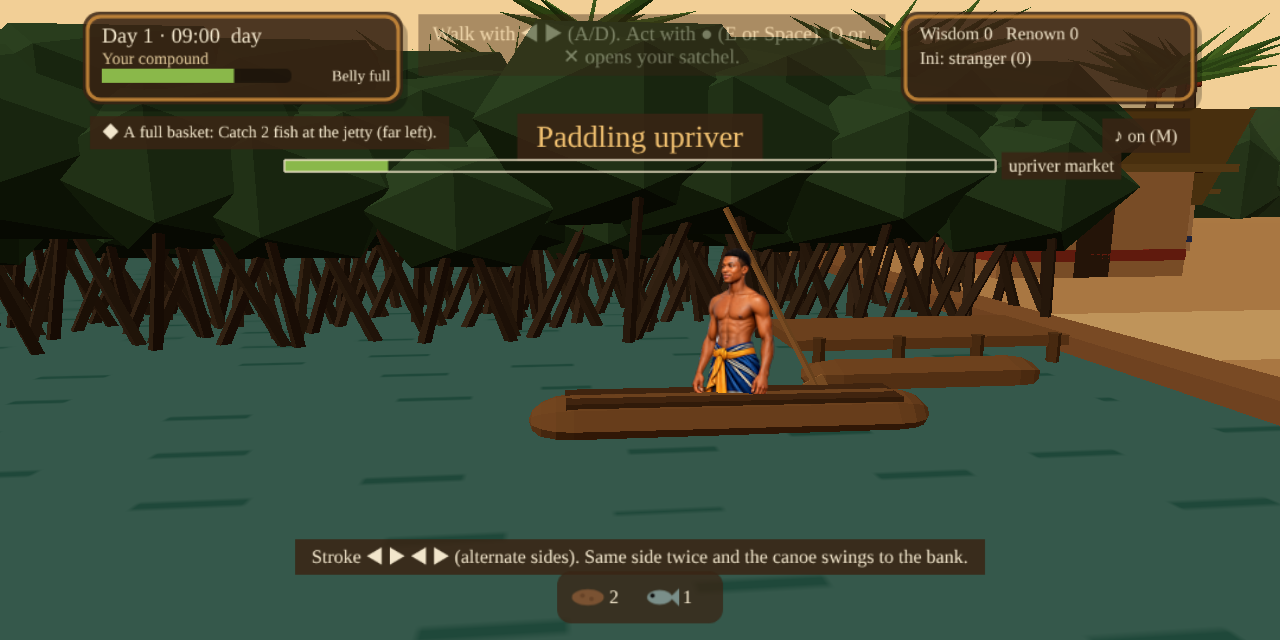 Day 1 · 09:00 day
Your compound
Belly full
Walk with ◀ ▶ (A/D). Act with ● (E or Space). Q or
✕ opens your satchel.
Wisdom 0 Renown 0
Ini: stranger (0)
◆ A full basket: Catch 2 fish at the jetty (far left).
Paddling upriver
♪ on (M)
upriver market
Stroke ◀ ▶ ◀ ▶ (alternate sides). Same side twice and the canoe swings to the bank.
2 1